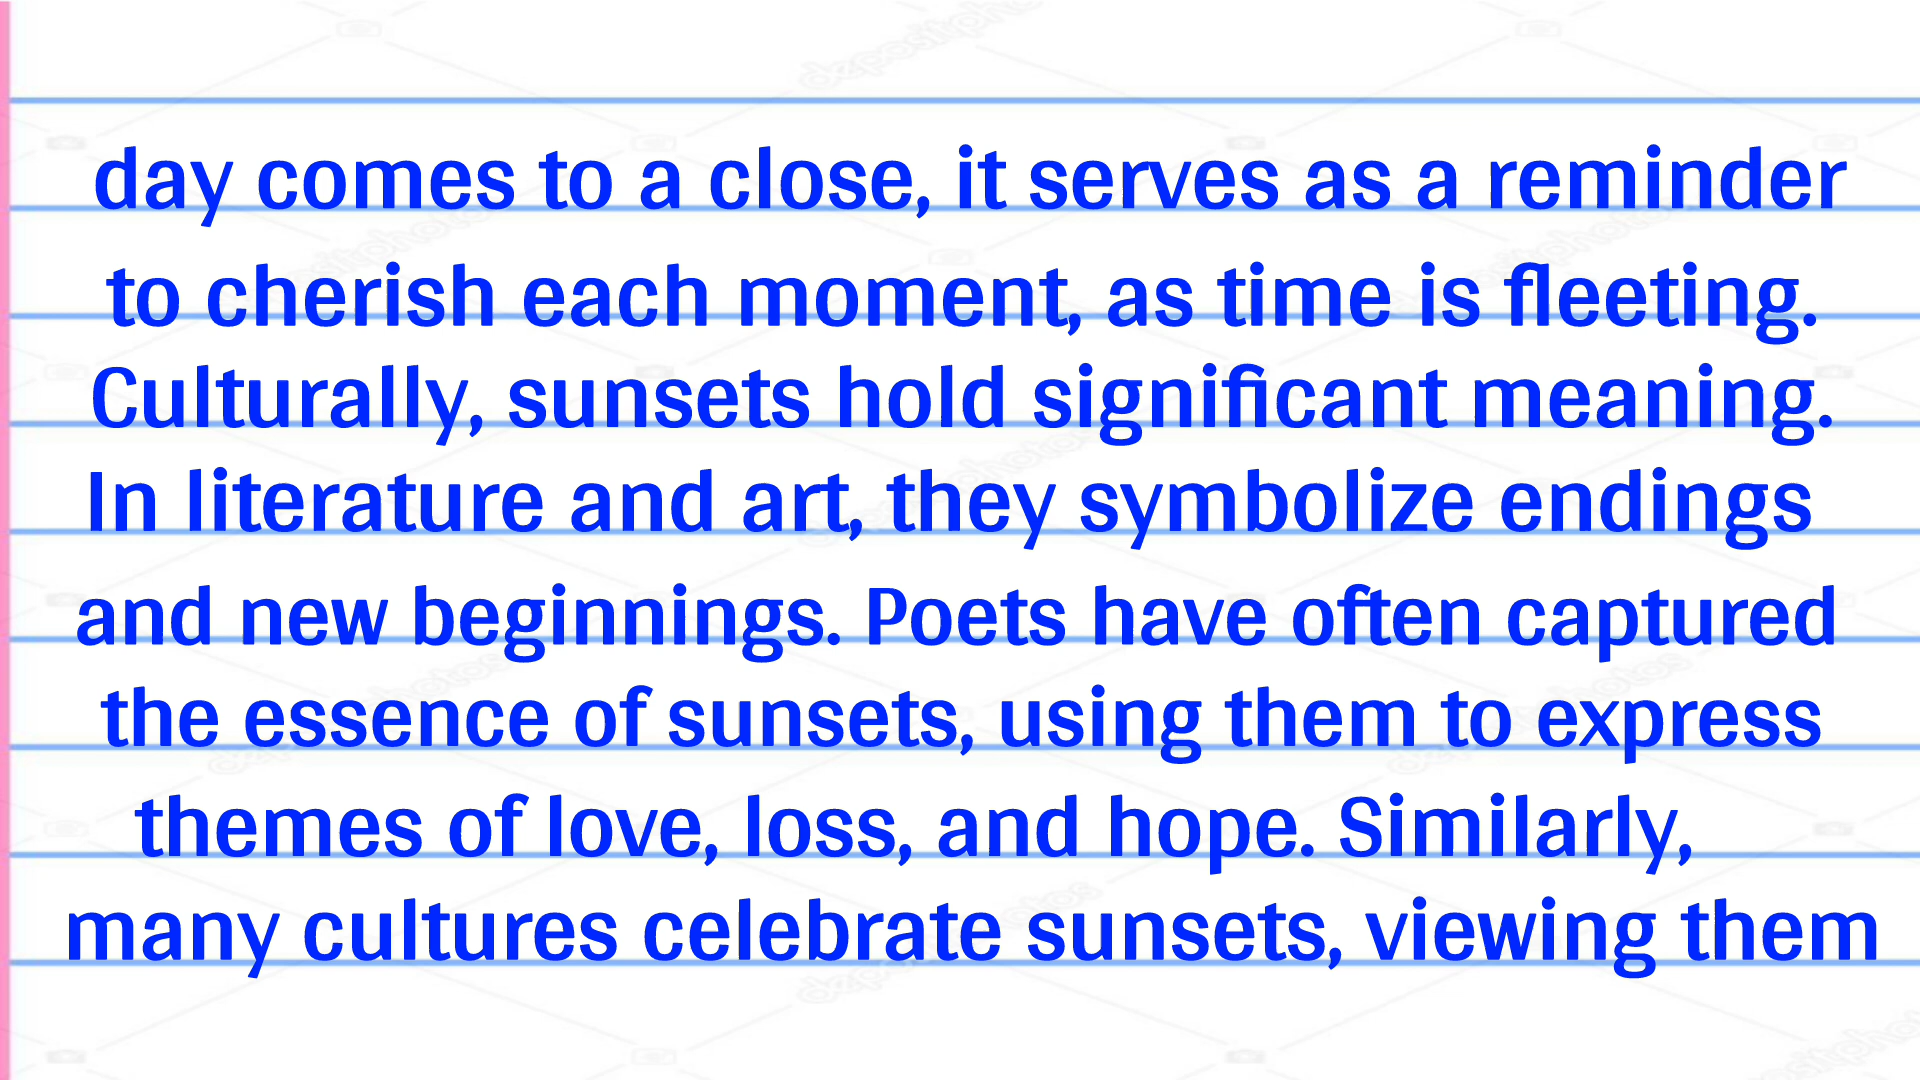 day comes to a close, it serves as a reminder
to cherish each moment, as time is fleeting.
Culturally, sunsets hold significant meaning.
In literature and art, they symbolize endings
and new beginnings. Poets have often captured
the essence of sunsets, using them to express
themes of love, loss, and hope. Similarly,
many cultures celebrate sunsets, viewing them